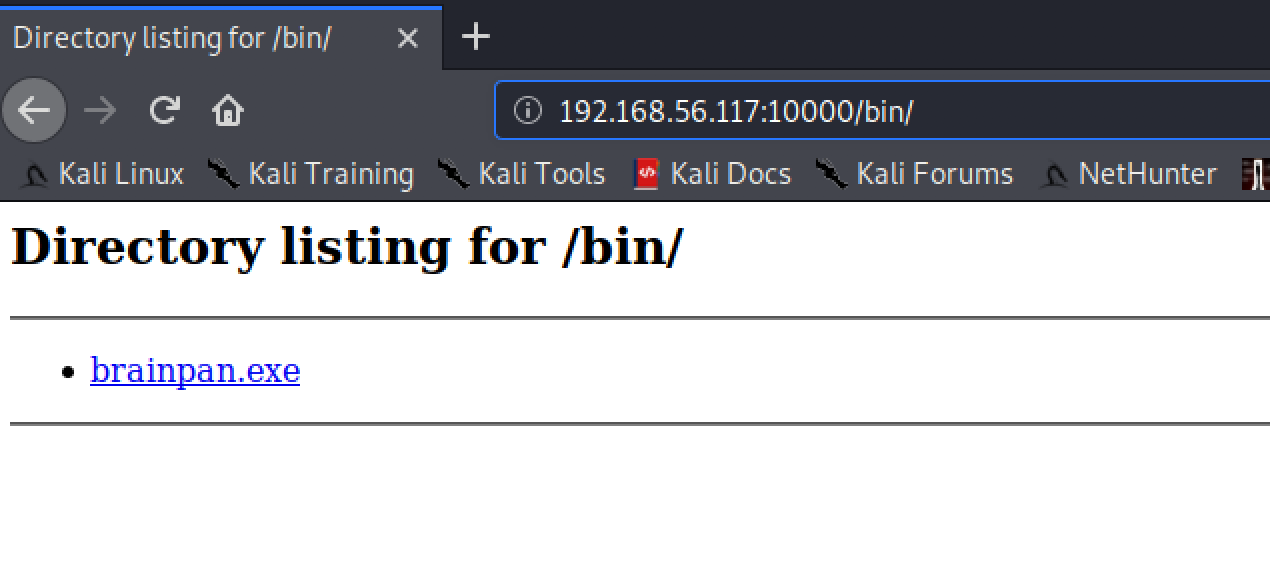 Directory listing for /bin/
192.168.56.117:10000/bin/
Kali Linux Kali Training Kali Tools Kali Docs Kali Forums NetHunter
Directory listing for /bin/
brainpan.exe